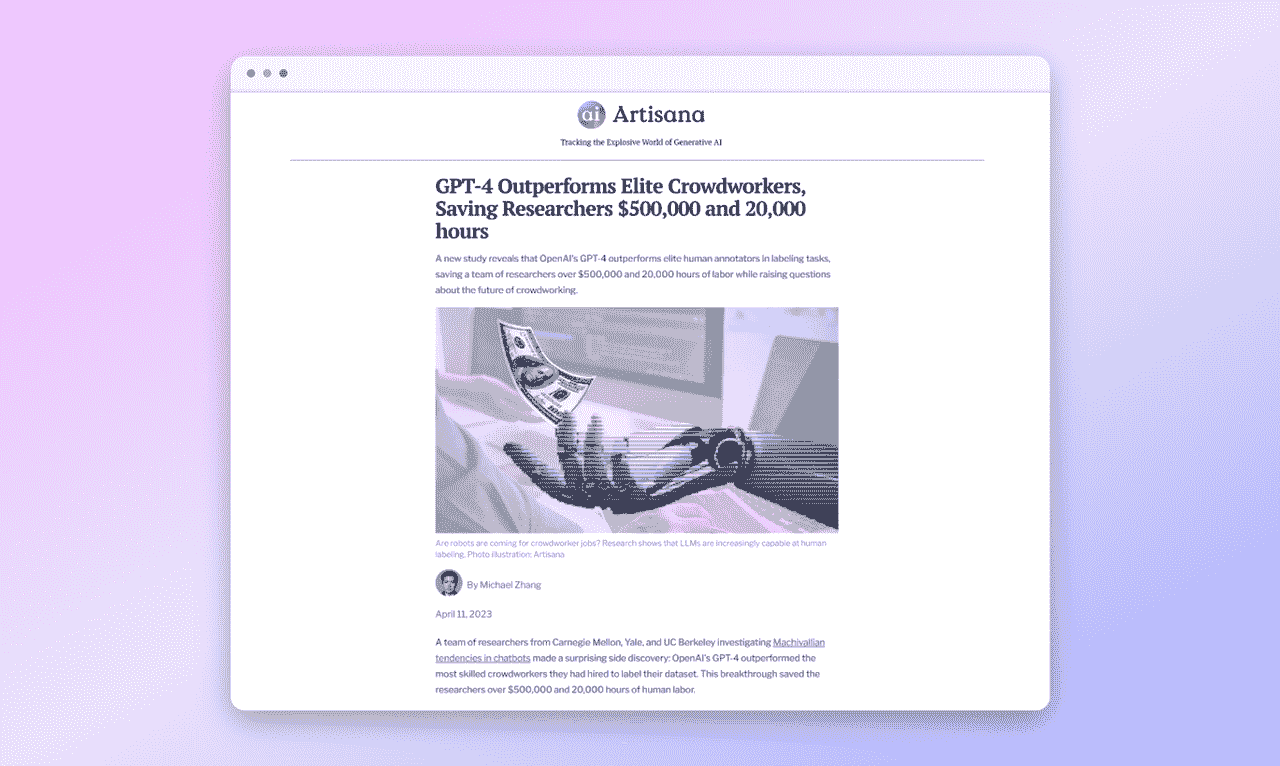 ai Artisana
Tracking the Explosive World of Generative AI
GPT-4 Outperforms Elite Crowdworkers,
Saving Researchers $500,000 and 20,000
hours
A new study reveals that OpenAI's GPT-4 outperforms elite human annotators in labeling tasks,
saving a team of researchers over $500,000 and 20,000 hours of labor while raising questions
about the future of crowdworking.
Are robots are coming for crowdworker jobs? Research shows that LLMs are increasingly capable at human
labeling. Photo illustration: Artisana
By Michael Zhang
April 11, 2023
A team of researchers from Carnegie Mellon, Yale, and UC Berkeley investigating Machivallian
tendencies in chatbots made a surprising side discovery: OpenAI's GPT-4 outperformed the
most skilled crowdworkers they had hired to label their dataset. This breakthrough saved the
researchers over $500,000 and 20,000 hours of human labor.